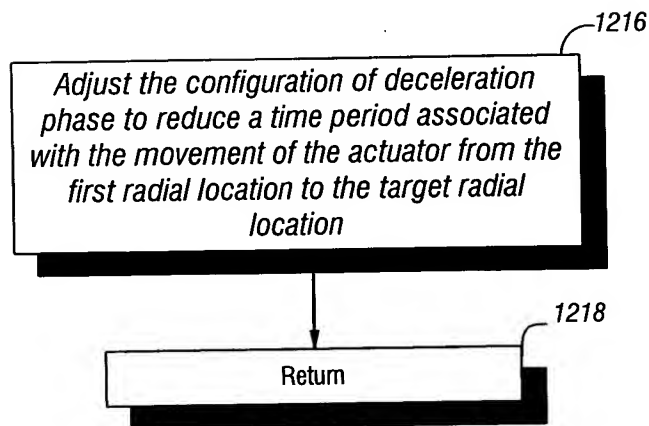 1216
Adjust the configuration of deceleration
phase to reduce a time period associated
with the movement of the actuator from the
first radial location to the target radial
location
1218
Return